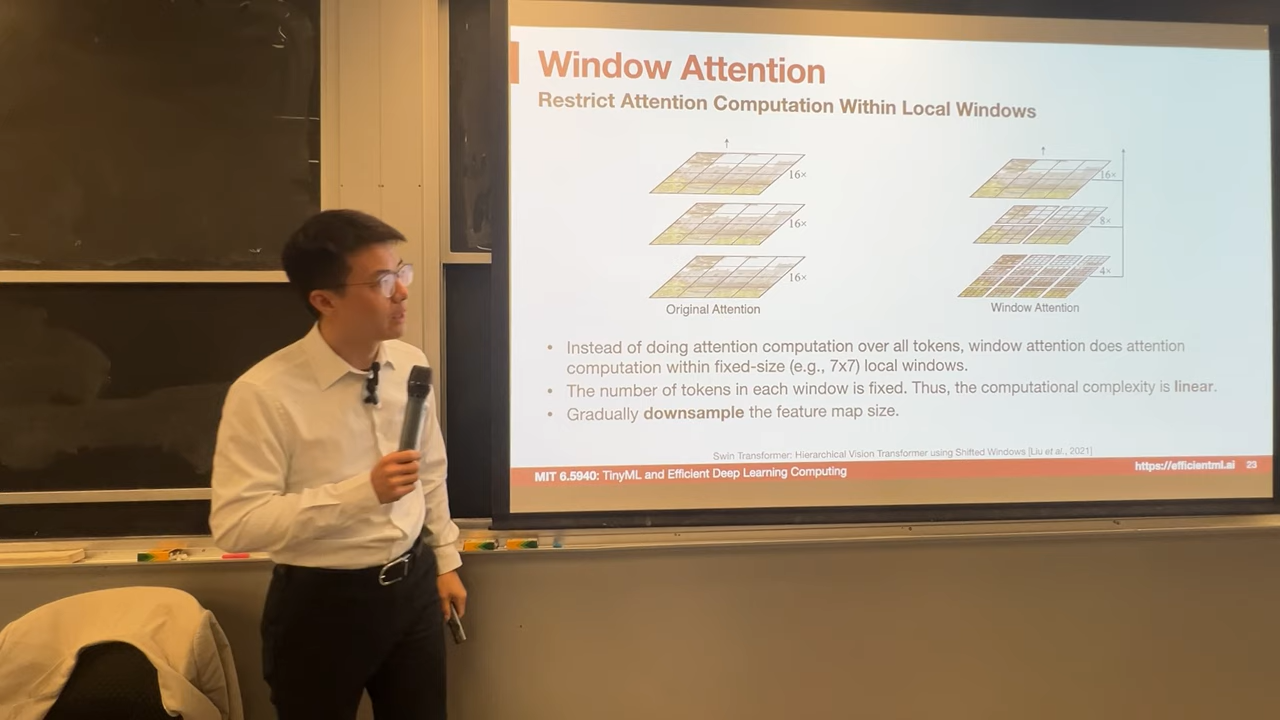 Window Attention
Restrict Attention Computation Within Local Windows
16×
16×
16×
Original Attention
16×
8×
4×
Window Attention
• Instead of doing attention computation over all tokens, window attention does attention
computation within fixed-size (e.g., 7x7) local windows.
• The number of tokens in each window is fixed. Thus, the computational complexity is linear.
• Gradually downsample the feature map size.
Swin Transformer: Hierarchical Vision Transformer using Shifted Windows [Liu et al., 2021]
MIT 6.5940: TinyML and Efficient Deep Learning Computing
https://efficientml.ai 23